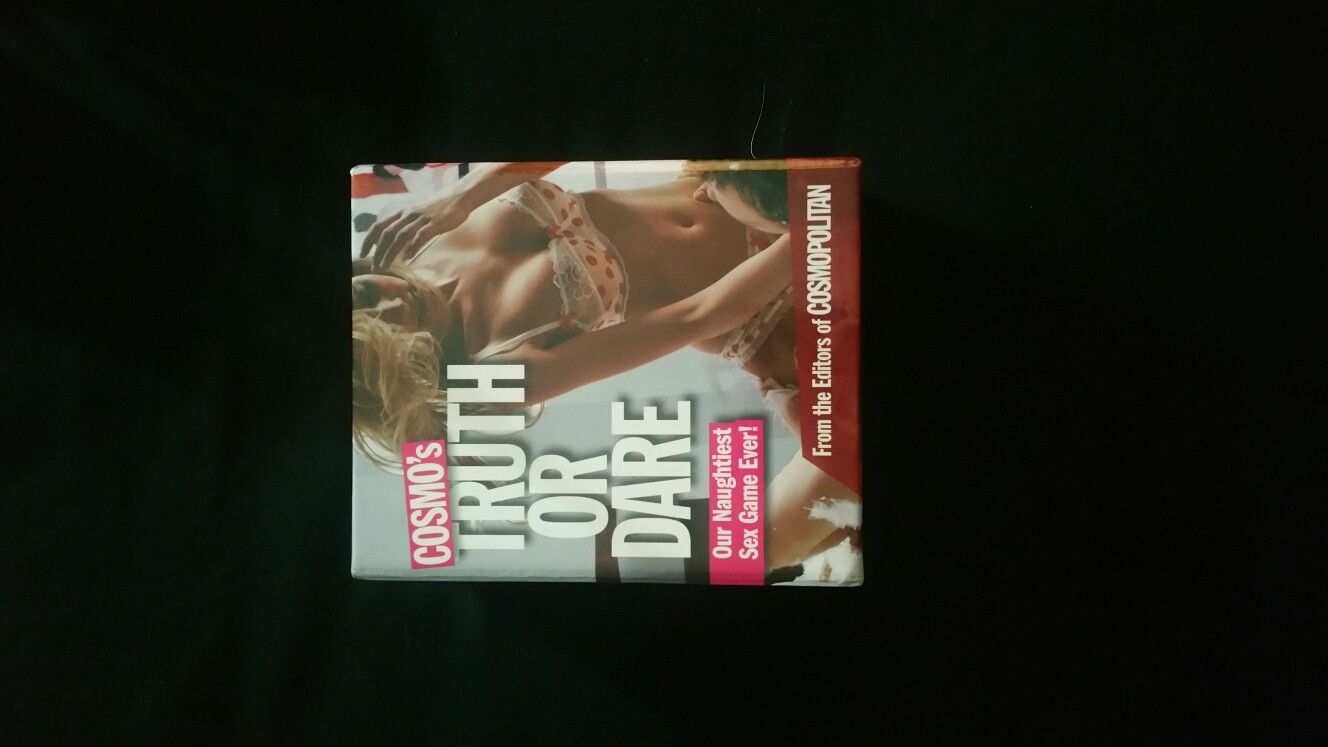 COSMO's
TRUTH
OR
DARE
Our Naughtiest
Sex Game Ever!
From the Editors of COSMOPOLITAN